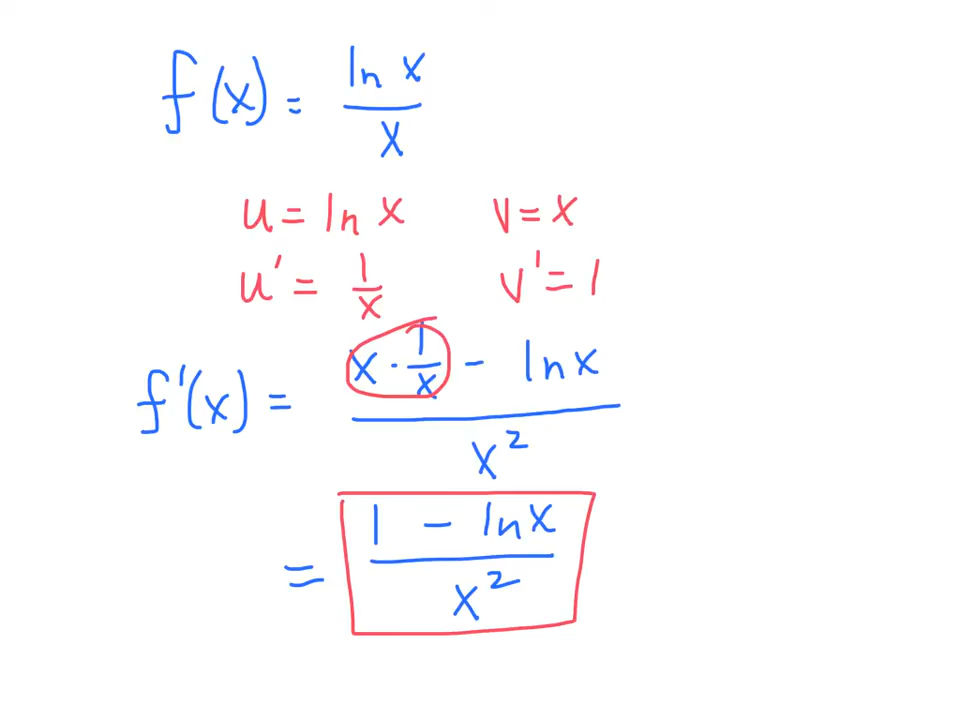 f(x) = ln x / x
u = ln x    v = x
u' = 1/x    v' = 1
f'(x) = (x · 1/x − ln x) / x²
= (1 − ln x) / x²